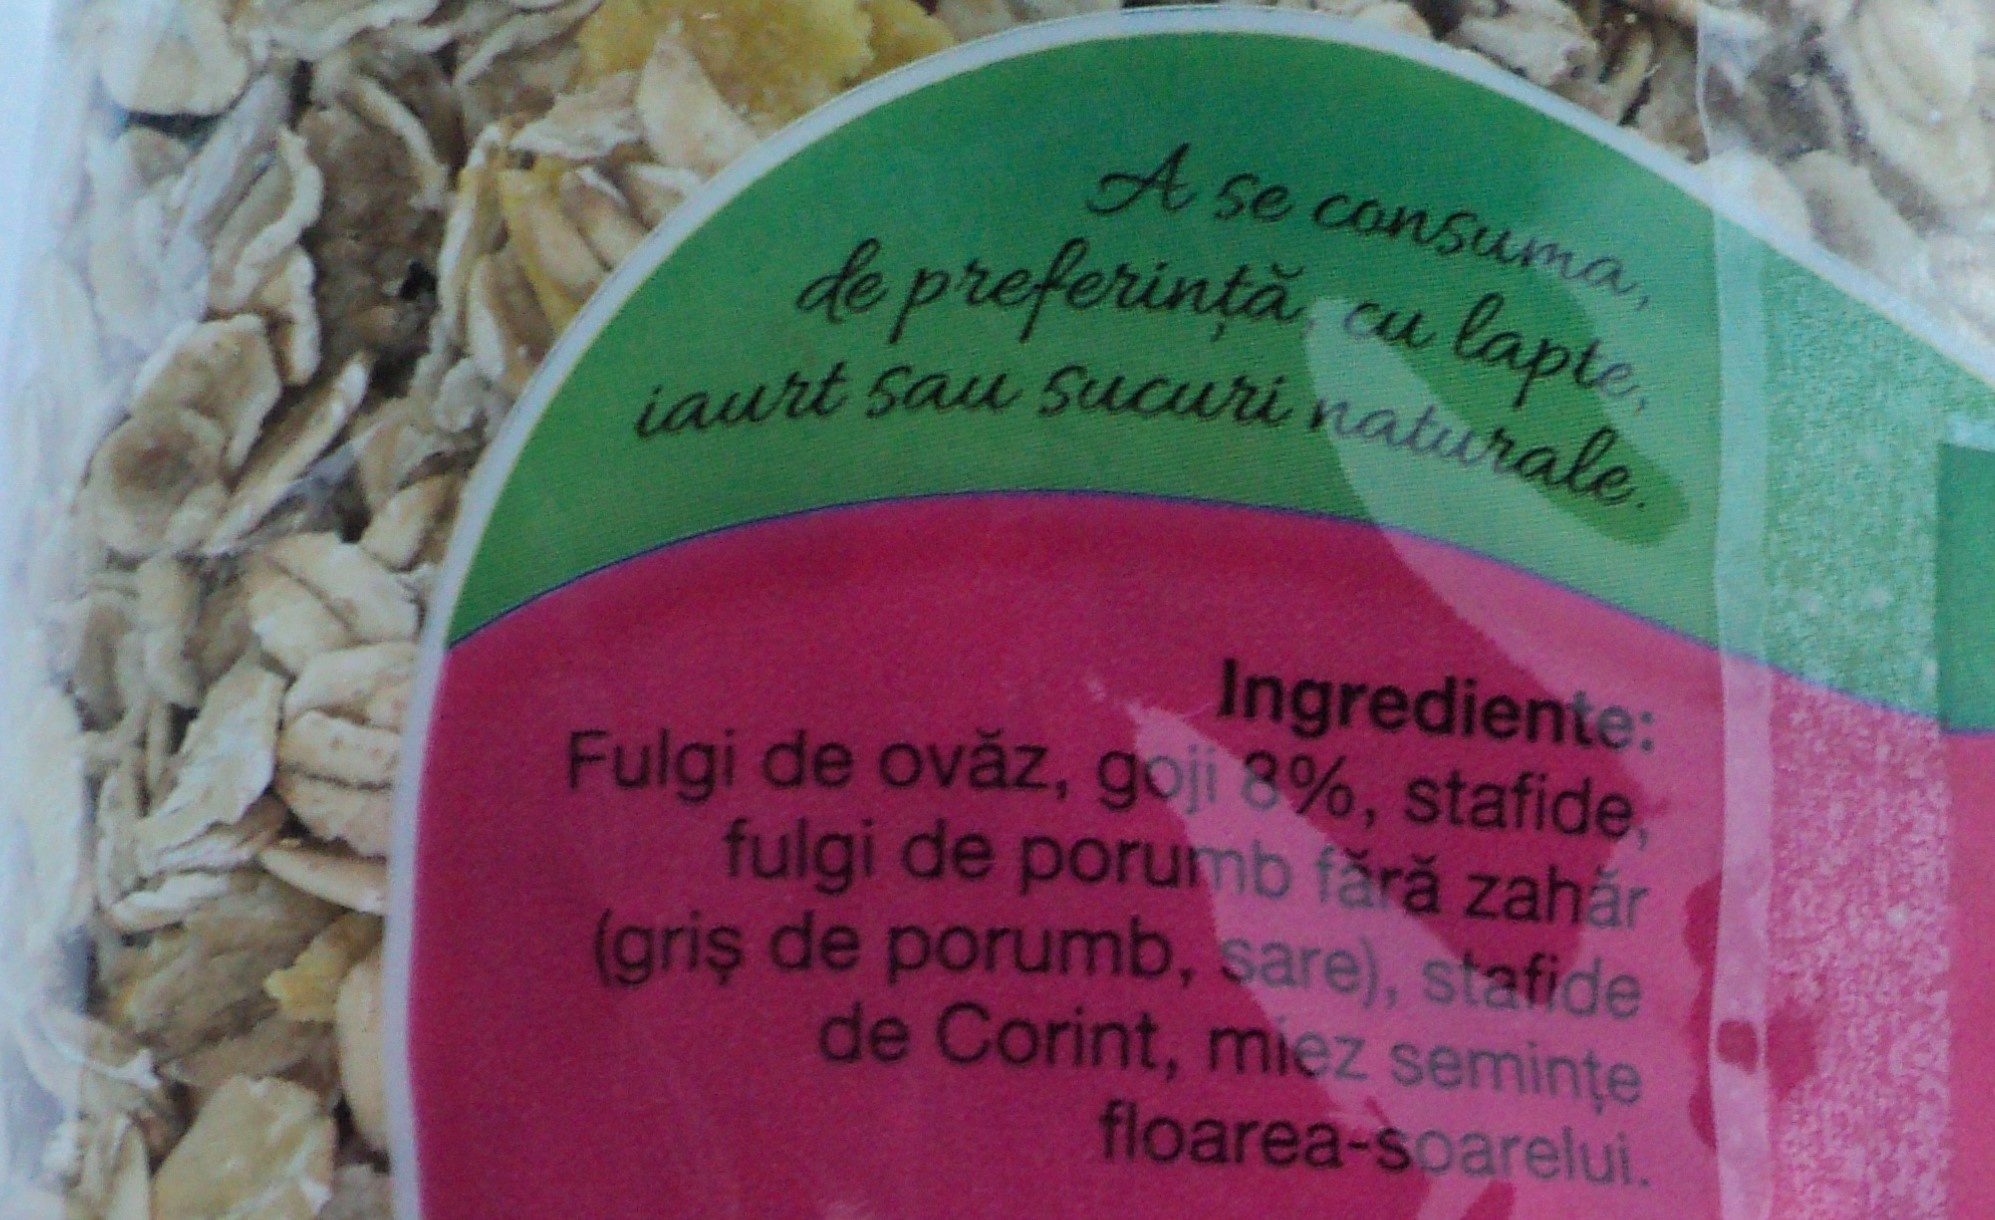 A se consuma,
de preferință, cu lapte,
iaurt sau sucuri naturale.
Ingrediente:
Fulgi de ovăz, goji 8%, stafide,
fulgi de porumb fără zahăr
(griș de porumb, sare), stafide
de Corint, miez semințe
floarea-soarelui.